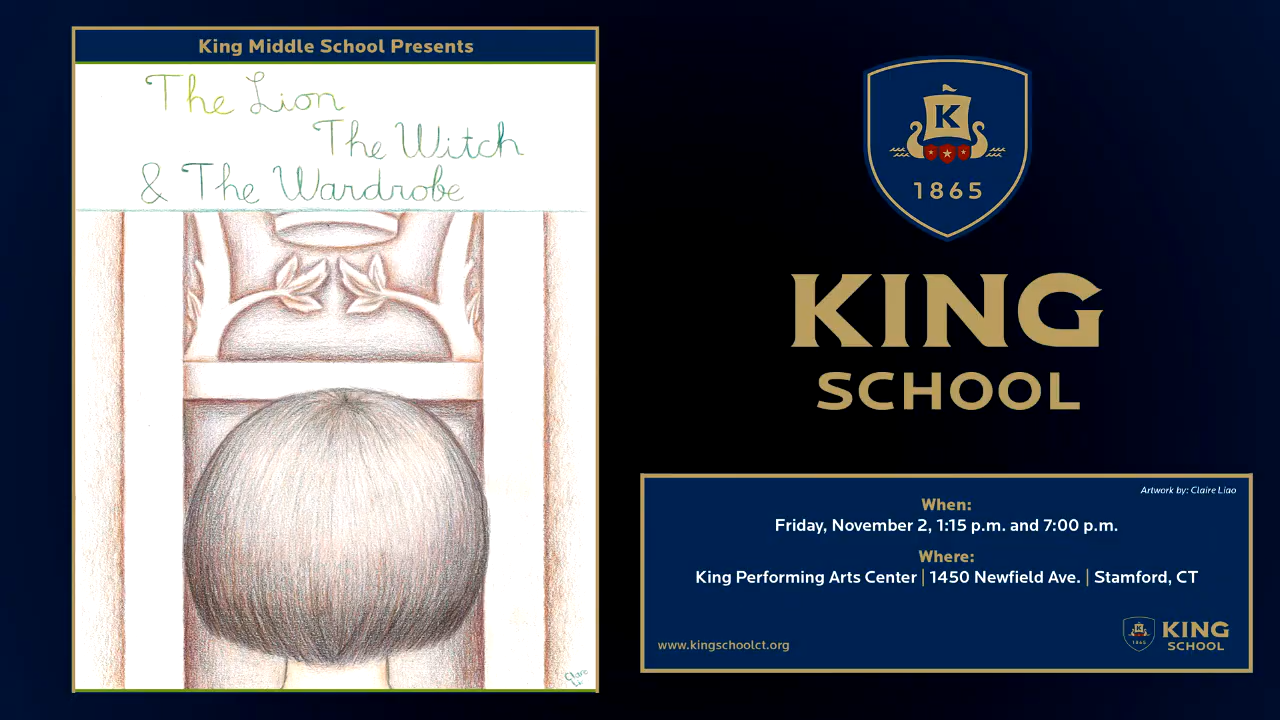 King Middle School Presents
The Lion
The Witch
& The Wardrobe
Claire
K
1865
KING
SCHOOL
Artwork by: Claire Liao
When:
Friday, November 2, 1:15 p.m. and 7:00 p.m.
Where:
King Performing Arts Center | 1450 Newfield Ave. | Stamford, CT
www.kingschoolct.org
K
1865
KING
SCHOOL